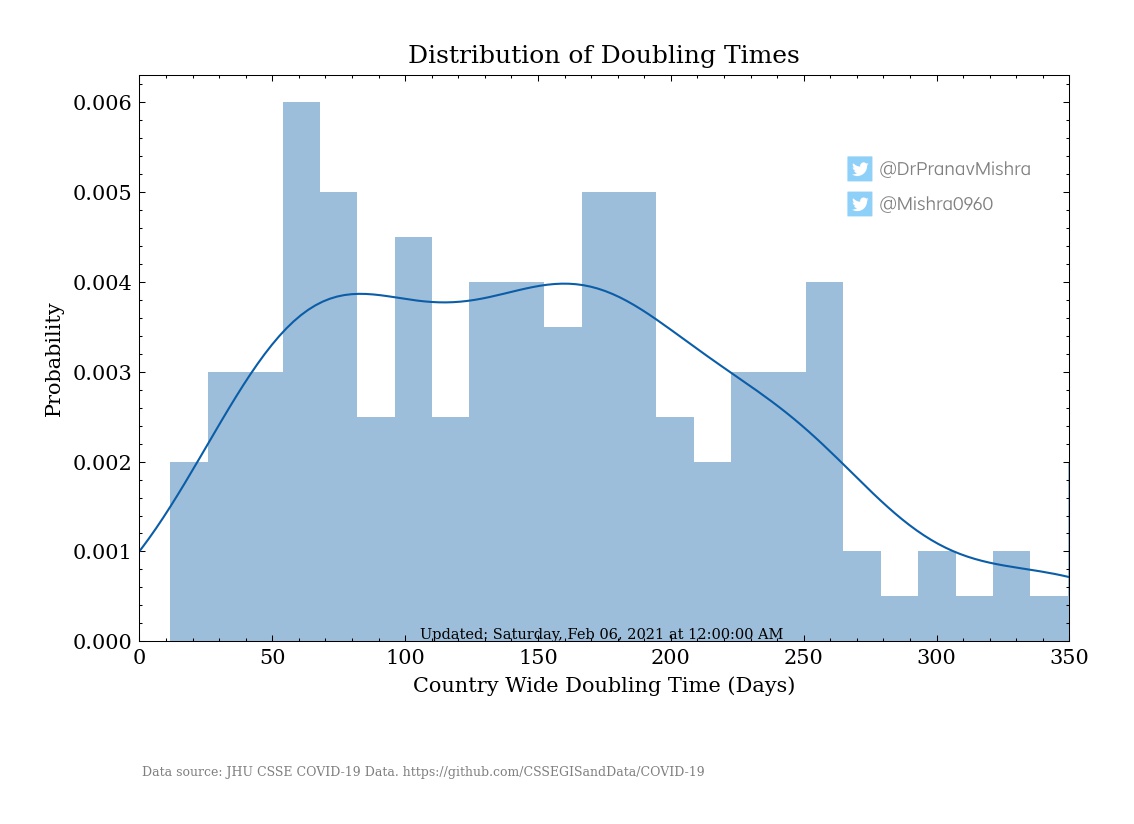 Distribution of Doubling Times
0.006
0.005
0.004
0.003
0.002
0.001
0.000
Probability
@DrPranavMishra
@Mishra0960
Updated; Saturday, Feb 06, 2021 at 12:00:00 AM
0 50 100 150 200 250 300 350
Country Wide Doubling Time (Days)
Data source: JHU CSSE COVID-19 Data. https://github.com/CSSEGISandData/COVID-19